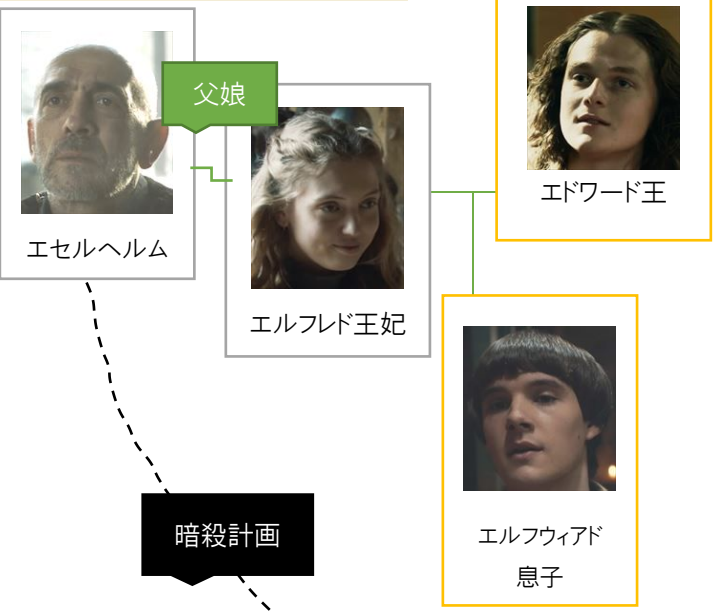 父娘
エドワード王
エセルヘルム
エルフレド王妃
暗殺計画
エルフウィアド
息子